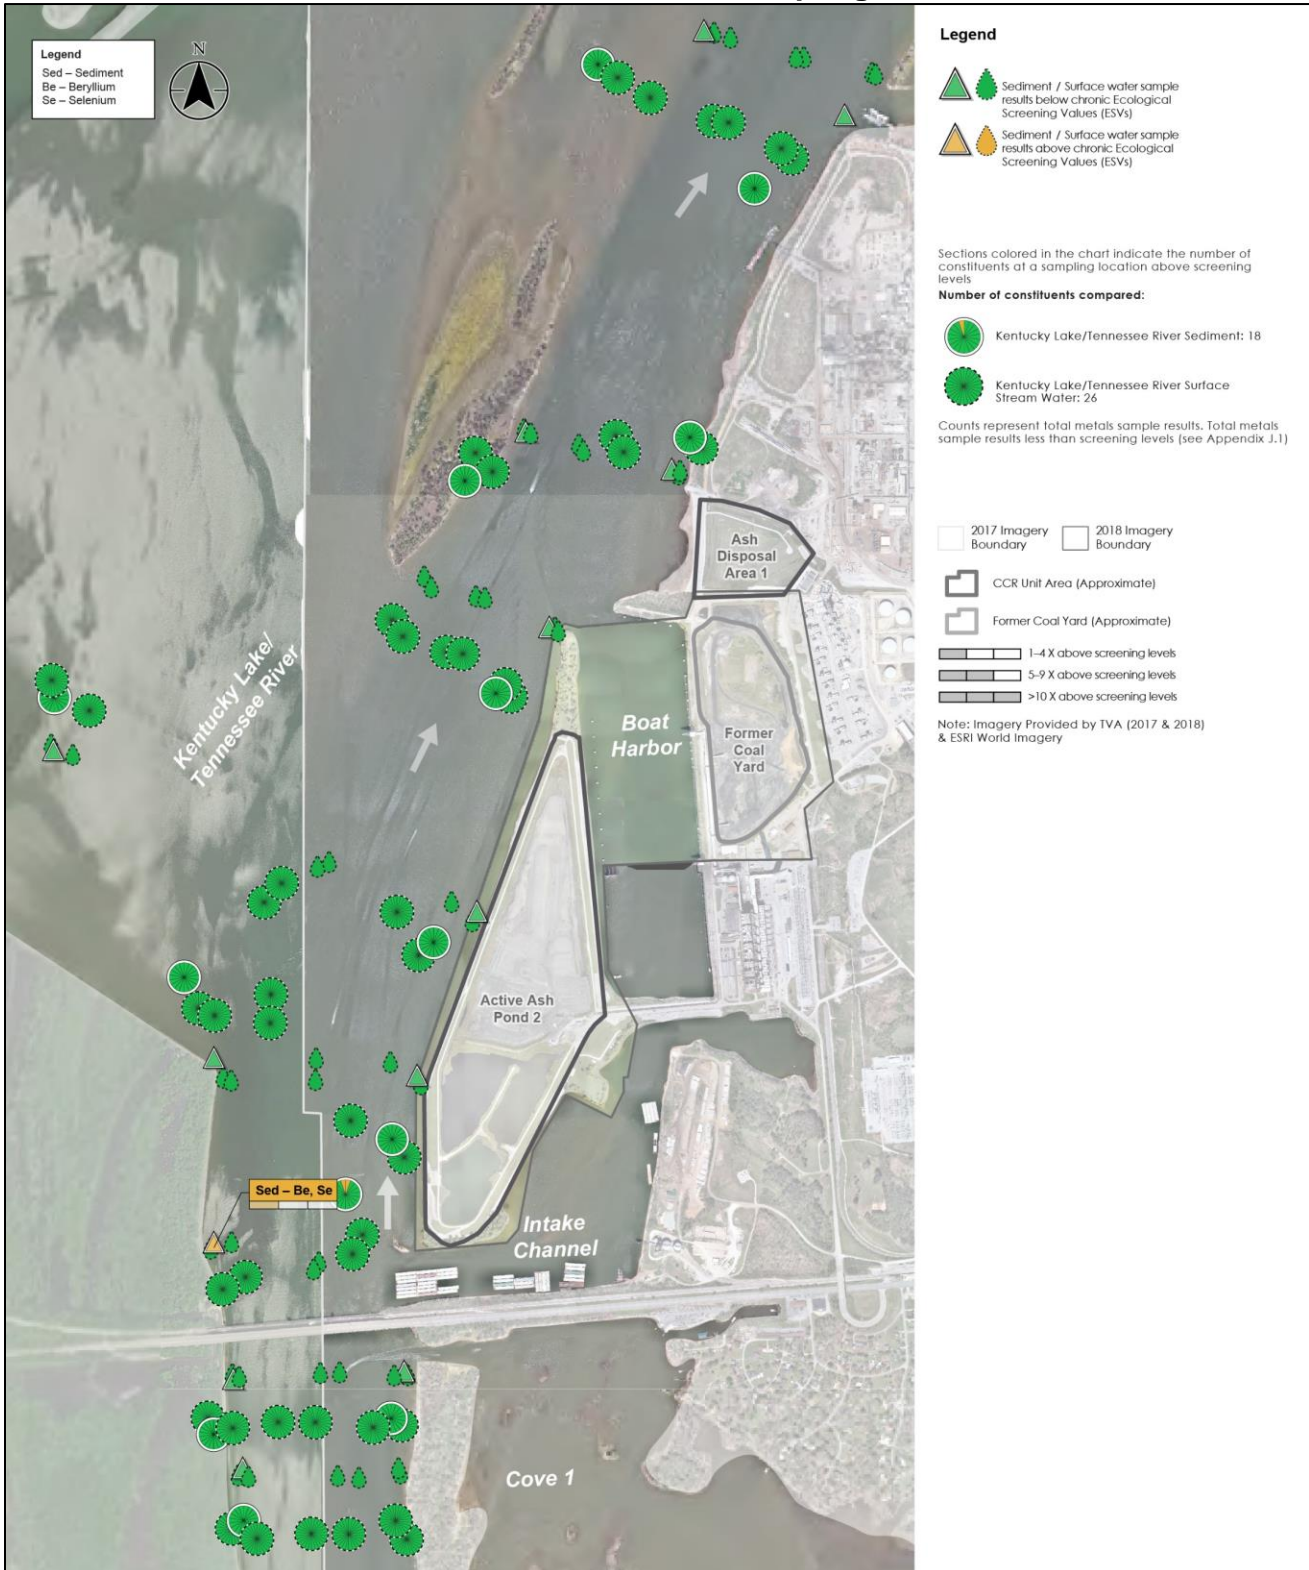 Legend
Sed – Sediment
Be – Beryllium
Se – Selenium
N
Kentucky Lake/
Tennessee River
Ash
Disposal
Area 1
Boat
Harbor
Former
Coal
Yard
Active Ash
Pond 2
Sed – Be, Se
Intake
Channel
Cove 1
Legend
Sediment / Surface water sample
results below chronic Ecological
Screening Values (ESVs)
Sediment / Surface water sample
results above chronic Ecological
Screening Values (ESVs)
Sections colored in the chart indicate the number of
constituents at a sampling location above screening
levels
Number of constituents compared:
Kentucky Lake/Tennessee River Sediment: 18
Kentucky Lake/Tennessee River Surface
Stream Water: 26
Counts represent total metals sample results. Total metals
sample results less than screening levels (see Appendix J.1)
2017 Imagery
Boundary
2018 Imagery
Boundary
CCR Unit Area (Approximate)
Former Coal Yard (Approximate)
1–4 X above screening levels
5–9 X above screening levels
>10 X above screening levels
Note: Imagery Provided by TVA (2017 & 2018)
& ESRI World Imagery